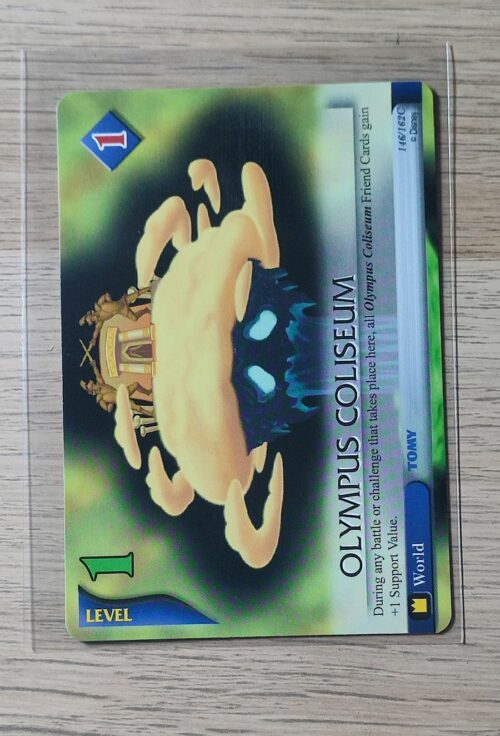 LEVEL
1
1
OLYMPUS COLISEUM
During any battle or challenge that takes place here, all Olympus Coliseum Friend Cards gain
+1 Support Value.
World
TOMY
146/162C
© Disney